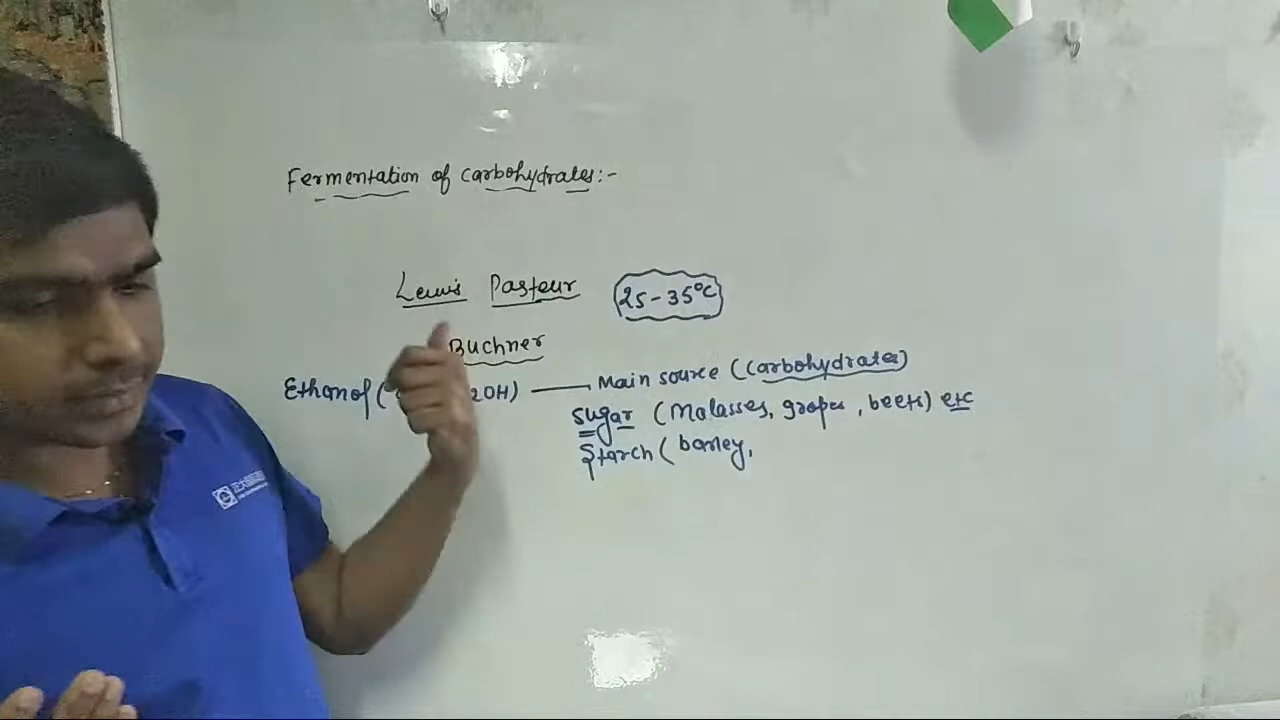 Fermentation of carbohydrates:-
Lewis Pasteur 25-35°C
Buchner
Ethanol ( 2OH) — Main source (carbohydrates)
sugar (Molasses, grapes, beets) etc
Starch ( barley,